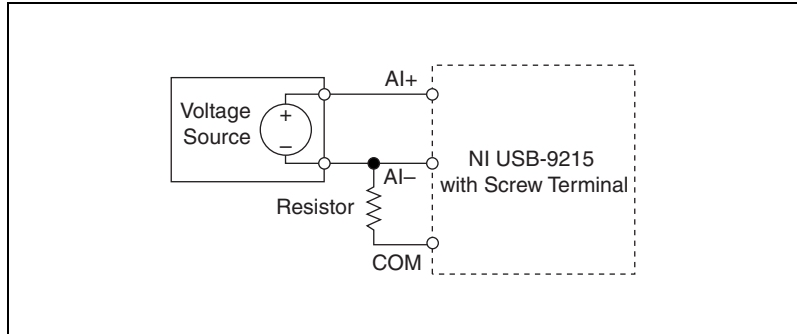 AI+
Voltage
Source
+
–
NI USB-9215
with Screw Terminal
AI–
Resistor
COM